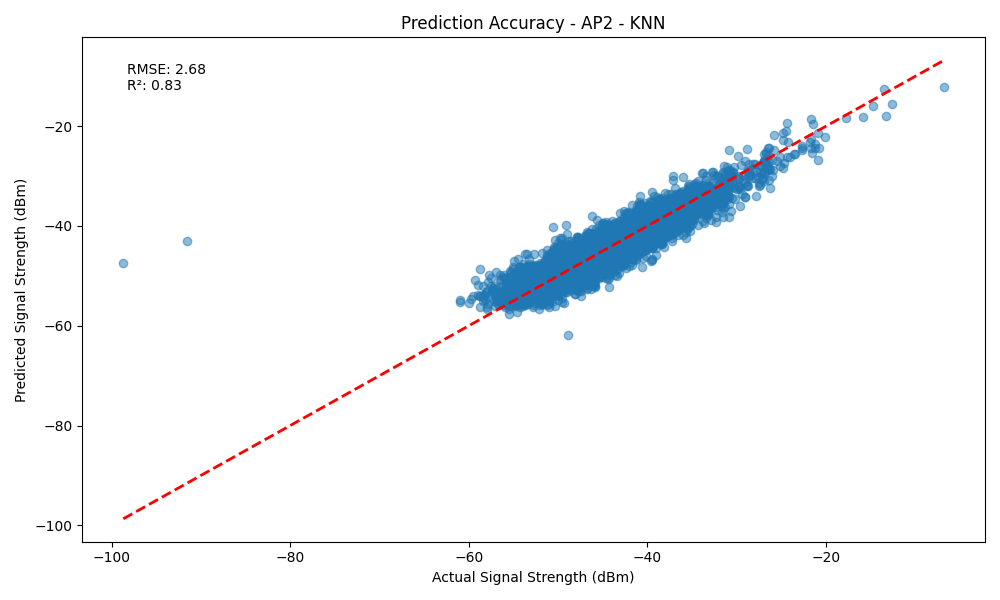 Prediction Accuracy - AP2 - KNN
RMSE: 2.68
R²: 0.83
Predicted Signal Strength (dBm)
−20
−40
−60
−80
−100
−100
−80
−60
−40
−20
Actual Signal Strength (dBm)